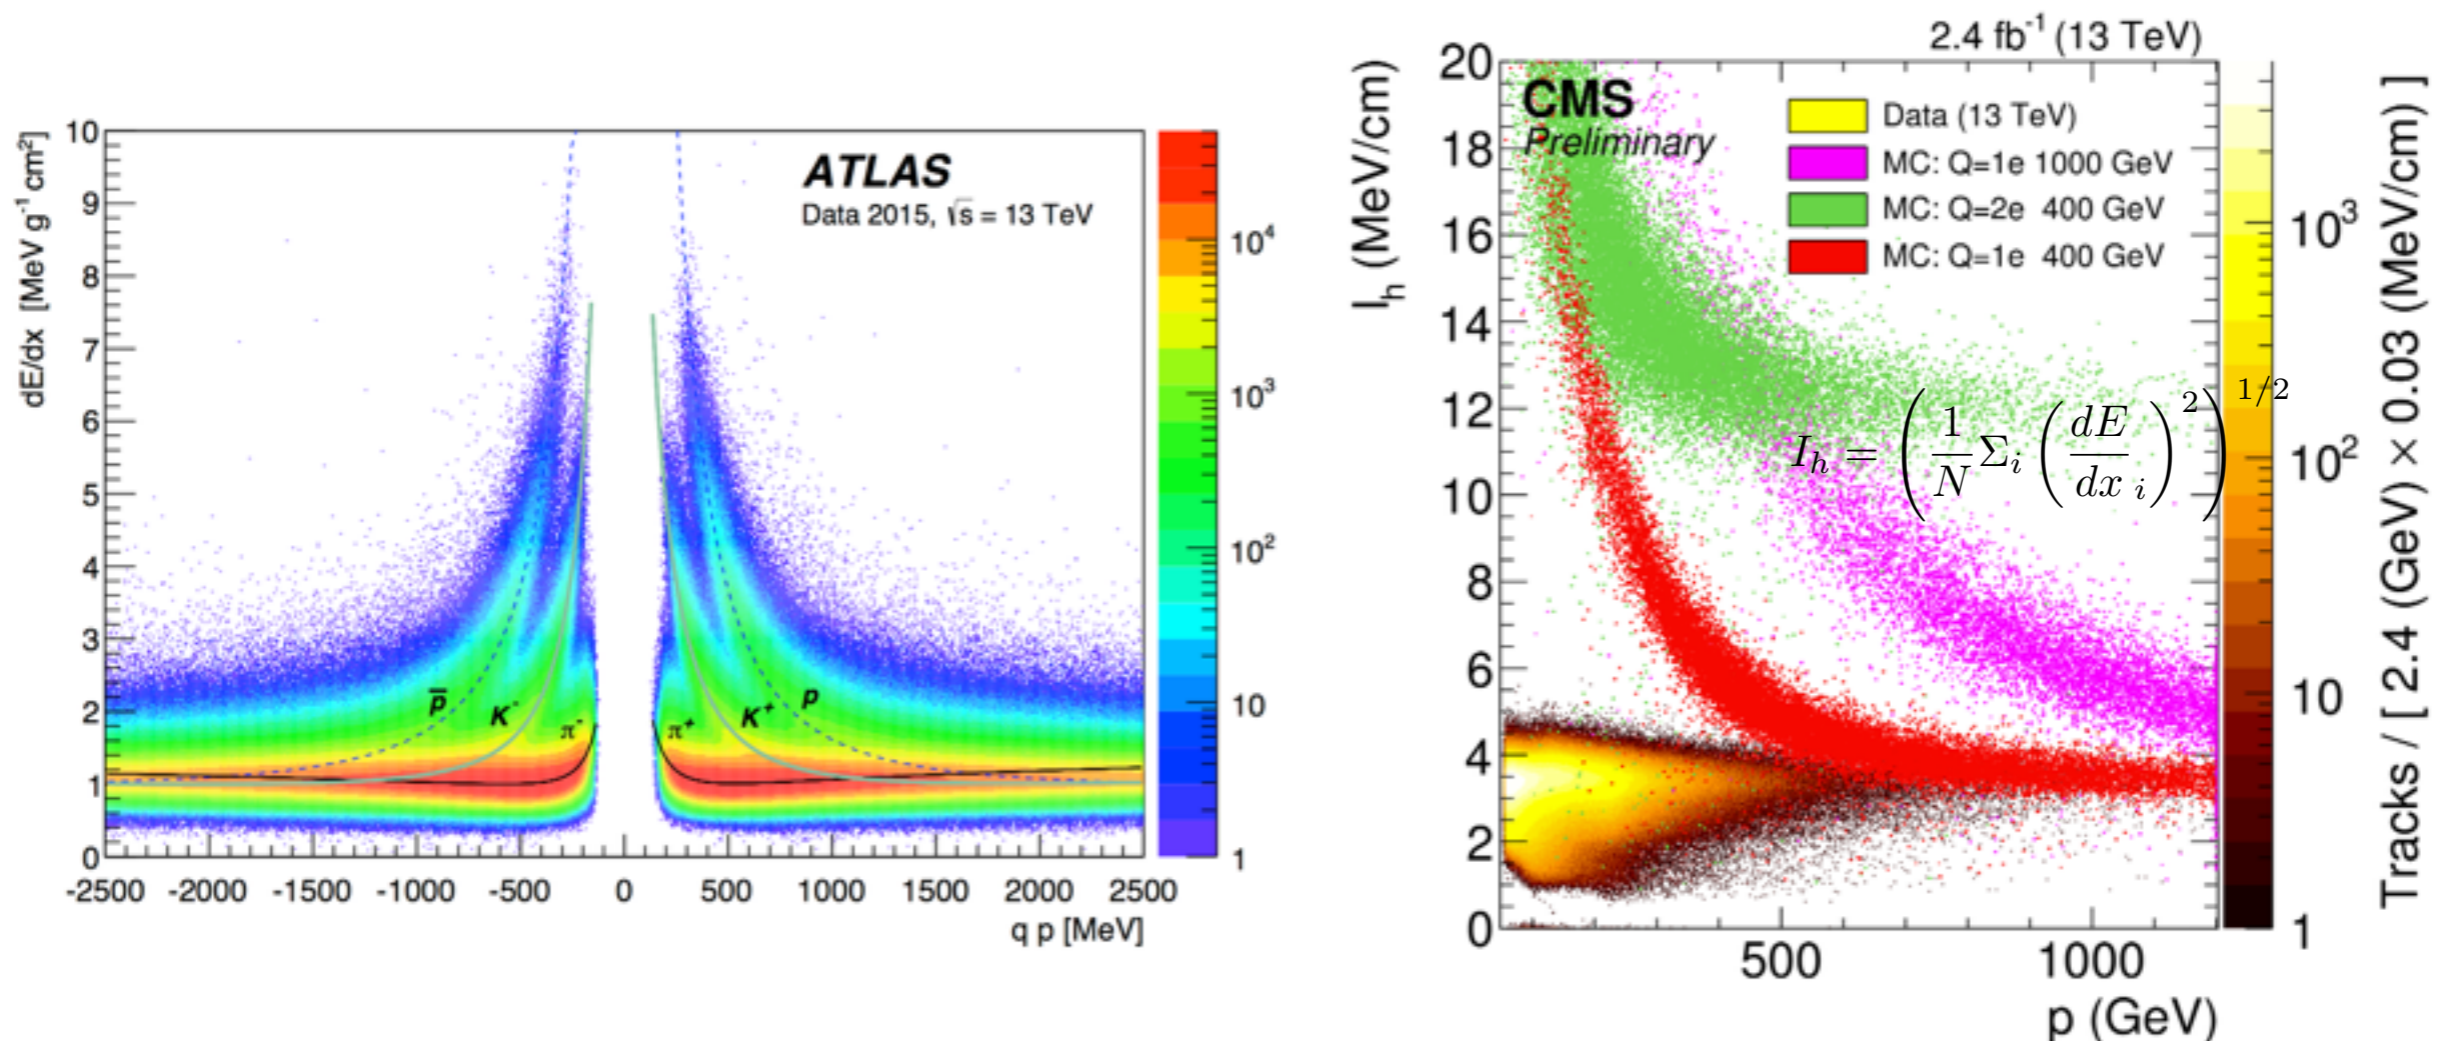 10
9
8
7
6
5
4
3
2
1
0
dE/dx [MeV g⁻¹ cm²]
ATLAS
Data 2015, √s = 13 TeV
p̅
K⁻
π⁻
π⁺
K⁺
p
-2500 -2000 -1500 -1000 -500 0 500 1000 1500 2000 2500
q p [MeV]
10⁴
10³
10²
10
1
2.4 fb⁻¹ (13 TeV)
I_h (MeV/cm)
20
18
16
14
12
10
8
6
4
2
0
CMS
Preliminary
Data (13 TeV)
MC: Q=1e 1000 GeV
MC: Q=2e 400 GeV
MC: Q=1e 400 GeV
I_h = (1/N Σ_i (dE/dx _i)²)^{1/2}
500 1000
p (GeV)
10³
10²
10
1
Tracks / [ 2.4 (GeV) × 0.03 (MeV/cm) ]